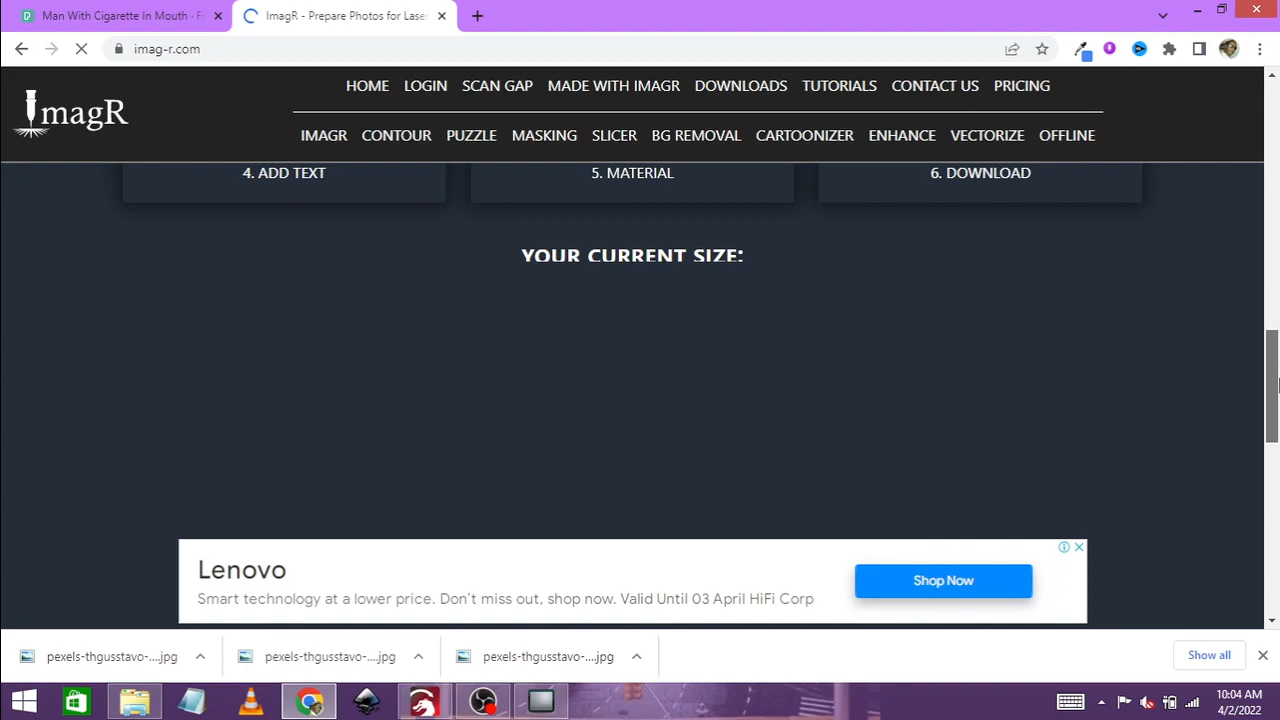 Man With Cigarette In Mouth · Fr
ImagR - Prepare Photos for Laser
imag-r.com
ImagR
HOME LOGIN SCAN GAP MADE WITH IMAGR DOWNLOADS TUTORIALS CONTACT US PRICING
IMAGR CONTOUR PUZZLE MASKING SLICER BG REMOVAL CARTOONIZER ENHANCE VECTORIZE OFFLINE
4. ADD TEXT 5. MATERIAL 6. DOWNLOAD
YOUR CURRENT SIZE:
Lenovo
Smart technology at a lower price. Don't miss out, shop now. Valid Until 03 April HiFi Corp
Shop Now
pexels-thgusstavo-....jpg pexels-thgusstavo-....jpg pexels-thgusstavo-....jpg Show all
10:04 AM
4/2/2022